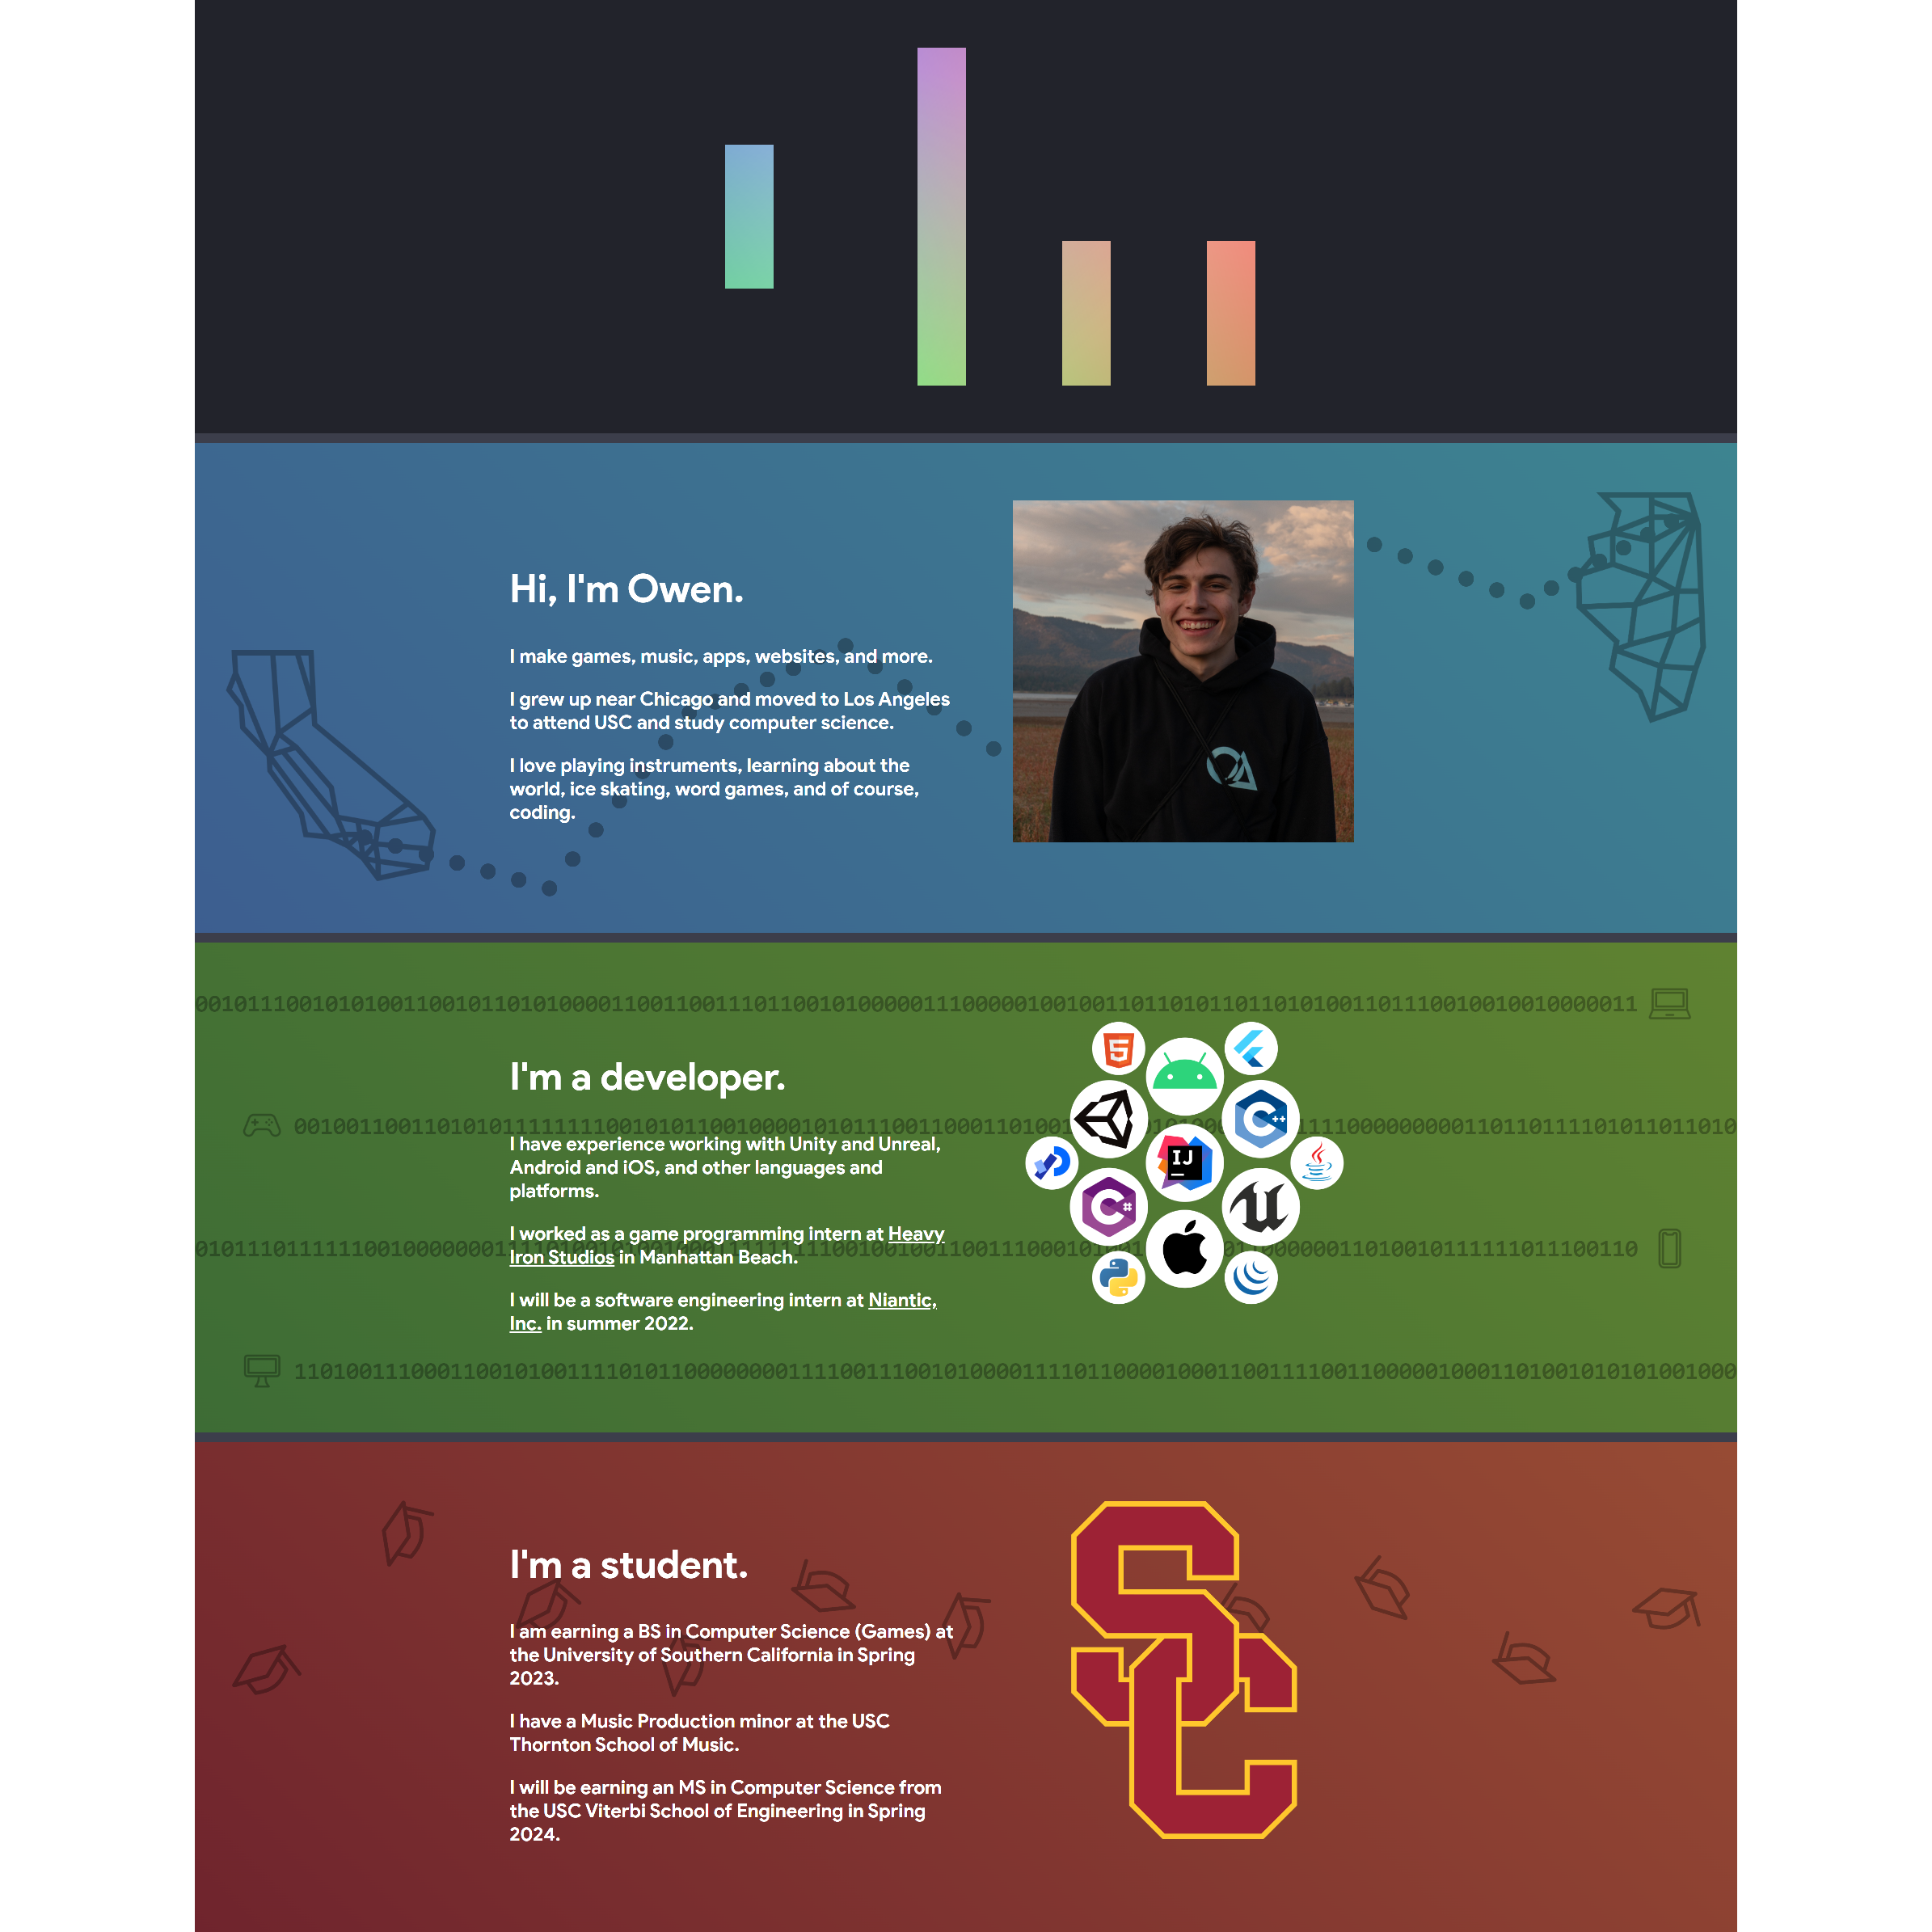 Hi, I'm Owen.
I make games, music, apps, websites, and more.
I grew up near Chicago and moved to Los Angeles
to attend USC and study computer science.
I love playing instruments, learning about the
world, ice skating, word games, and of course,
coding.
I'm a developer.
I have experience working with Unity and Unreal,
Android and iOS, and other languages and
platforms.
I worked as a game programming intern at Heavy
Iron Studios in Manhattan Beach.
I will be a software engineering intern at Niantic,
Inc. in summer 2022.
5
C++
IJ
C#
I'm a student.
I am earning a BS in Computer Science (Games) at
the University of Southern California in Spring
2023.
I have a Music Production minor at the USC
Thornton School of Music.
I will be earning an MS in Computer Science from
the USC Viterbi School of Engineering in Spring
2024.
SC